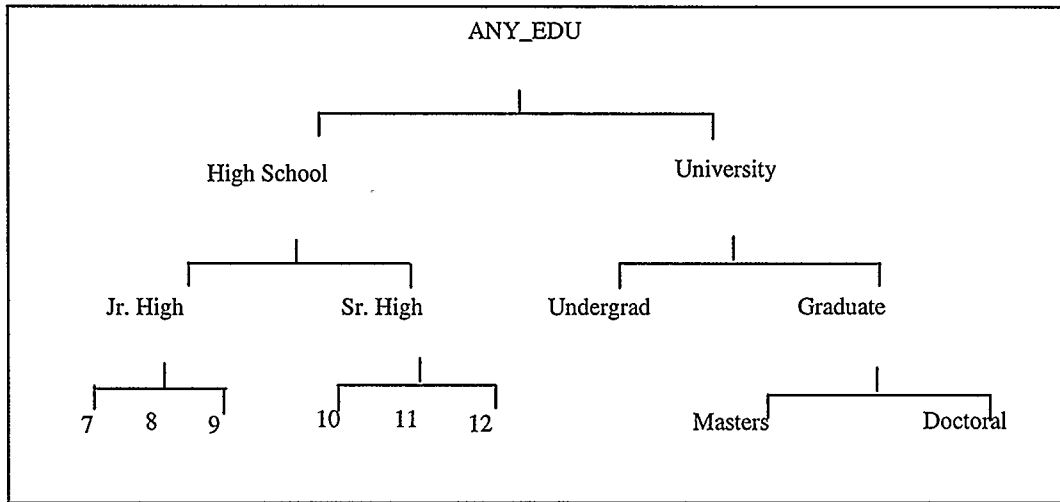 ANY_EDU
High School University
Jr. High Sr. High Undergrad Graduate
7 8 9 10 11 12 Masters Doctoral